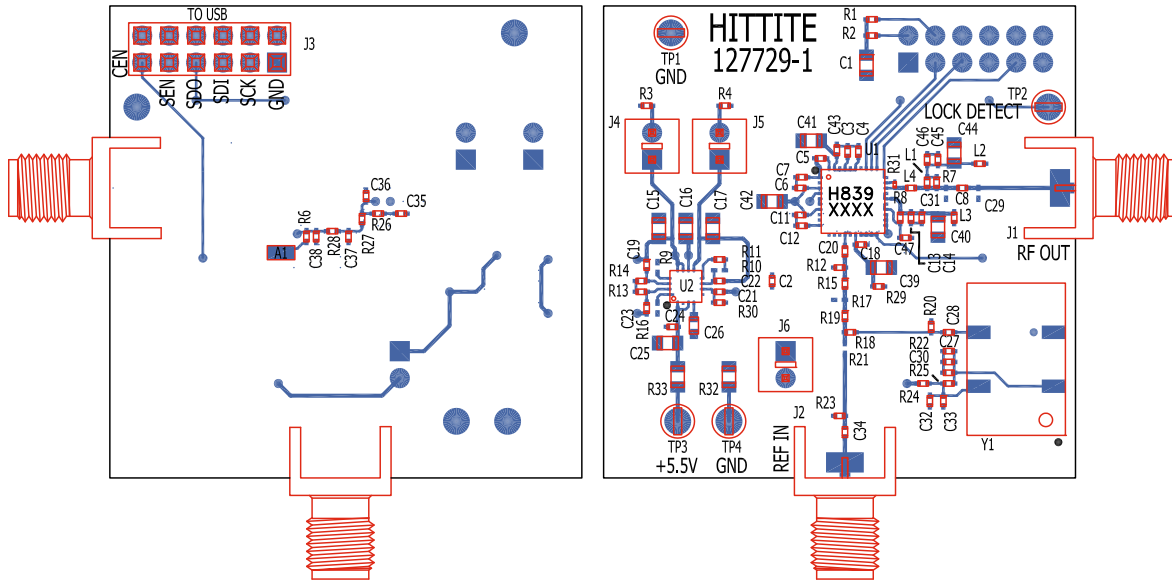 TO USB
J3
CEN
SEN
SDO
SDI
SCK
GND
C36
C35
R26
R27
R6
C38
R28
C37
A1
HITTITE
127729-1
TP1
GND
R1
R2
C1
TP2
LOCK DETECT
R3
R4
J4
J5
C41
C43
C3
C4
U1
C5
C7
C6
C42
C11
C12
H839
XXXX
R31
C46
C45
C44
L1
L2
L4
R7
R8
C31
C8
C29
L3
C40
C47
C13
C14
J1
RF OUT
C15
C16
C17
C19
R9
R11
R10
R14
R13
U2
C22
C21
R30
C2
C23
R16
C24
C26
C25
C20
R12
C18
C39
R15
R29
R17
R19
R18
R21
J6
R20
C28
R22
C27
C30
R25
R24
C32
C33
Y1
R33
R32
TP3
+5.5V
TP4
GND
R23
C34
J2
REF IN